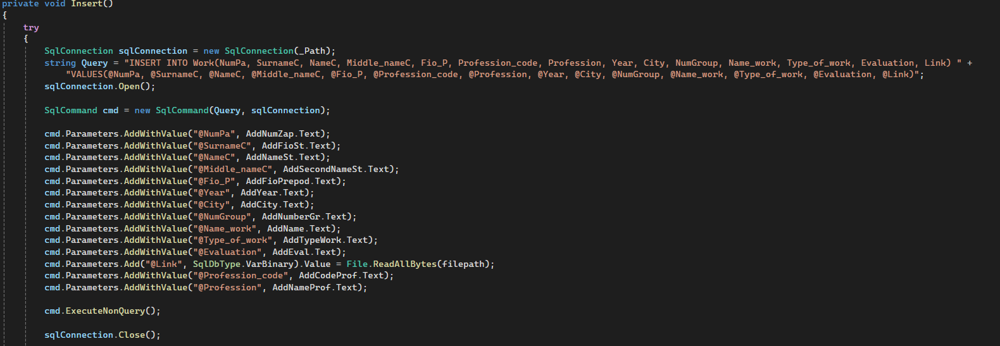 private void Insert()
{
try
{
SqlConnection sqlConnection = new SqlConnection(_Path);
string Query = "INSERT INTO Work(NumPa, SurnameC, NameC, Middle_nameC, Fio_P, Profession_code, Profession, Year, City, NumGroup, Name_work, Type_of_work, Evaluation, Link) " +
"VALUES(@NumPa, @SurnameC, @NameC, @Middle_nameC, @Fio_P, @Profession_code, @Profession, @Year, @City, @NumGroup, @Name_work, @Type_of_work, @Evaluation, @Link)";
sqlConnection.Open();
SqlCommand cmd = new SqlCommand(Query, sqlConnection);
cmd.Parameters.AddWithValue("@NumPa", AddNumZap.Text);
cmd.Parameters.AddWithValue("@SurnameC", AddFioSt.Text);
cmd.Parameters.AddWithValue("@NameC", AddNameSt.Text);
cmd.Parameters.AddWithValue("@Middle_nameC", AddSecondNameSt.Text);
cmd.Parameters.AddWithValue("@Fio_P", AddFioPrepod.Text);
cmd.Parameters.AddWithValue("@Year", AddYear.Text);
cmd.Parameters.AddWithValue("@City", AddCity.Text);
cmd.Parameters.AddWithValue("@NumGroup", AddNumberGr.Text);
cmd.Parameters.AddWithValue("@Name_work", AddName.Text);
cmd.Parameters.AddWithValue("@Type_of_work", AddTypeWork.Text);
cmd.Parameters.AddWithValue("@Evaluation", AddEval.Text);
cmd.Parameters.Add("@Link", SqlDbType.VarBinary).Value = File.ReadAllBytes(filepath);
cmd.Parameters.AddWithValue("@Profession_code", AddCodeProf.Text);
cmd.Parameters.AddWithValue("@Profession", AddNameProf.Text);
cmd.ExecuteNonQuery();
sqlConnection.Close();